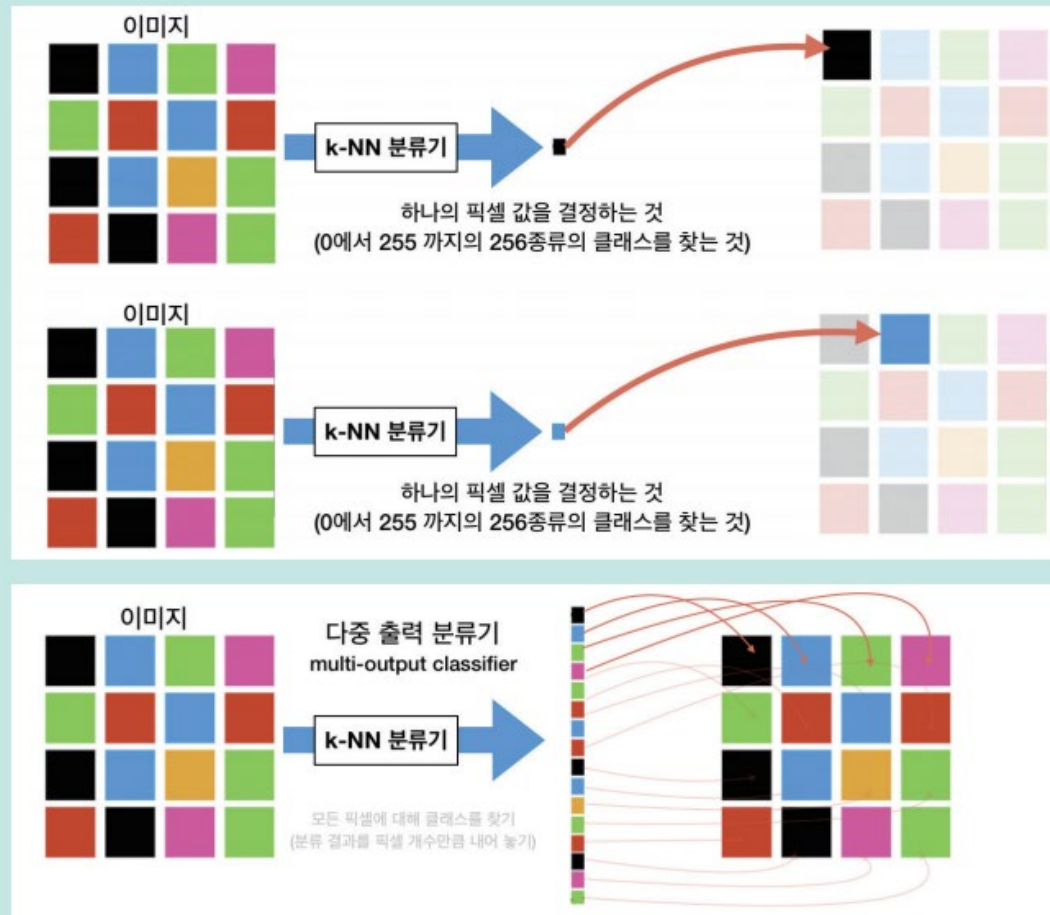 이미지
k-NN 분류기
하나의 픽셀 값을 결정하는 것
(0에서 255 까지의 256종류의 클래스를 찾는 것)
이미지
k-NN 분류기
하나의 픽셀 값을 결정하는 것
(0에서 255 까지의 256종류의 클래스를 찾는 것)
이미지
다중 출력 분류기
multi-output classifier
k-NN 분류기
모든 픽셀에 대해 클래스를 찾기
(분류 결과를 픽셀 개수만큼 내어 놓기)